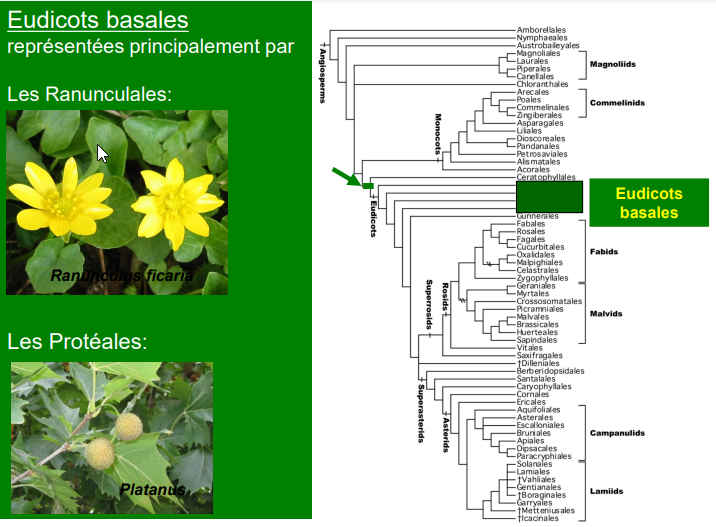 Eudicots basales
représentées principalement par
Les Ranunculales:
Ranunculus ficaria
Les Protéales:
Platanus
Amborellales
Nymphaeales
Austrobaileyales
Magnoliales
Laurales
Piperales
Canellales
Chloranthales
Arecales
Poales
Commelinales
Zingiberales
Asparagales
Liliales
Dioscoreales
Pandanales
Petrosaviales
Alismatales
Acorales
Ceratophyllales
Gunnerales
Fabales
Rosales
Fagales
Cucurbitales
Oxalidales
Malpighiales
Celastrales
Zygophyllales
Geraniales
Myrtales
Crossosomatales
Picramniales
Malvales
Brassicales
Huerteales
Sapindales
Vitales
Saxifragales
†Dilleniales
Berberidopsidales
Santalales
Caryophyllales
Cornales
Ericales
Aquifoliales
Asterales
Escalloniales
Bruniales
Apiales
Dipsacales
Paracryphiales
Solanales
Lamiales
†Vahliales
Gentianales
†Boraginales
Garryales
†Metteniusales
†Icacinales
†Angiosperms
Monocots
Eudicots
Superrosids
Rosids
Superasterids
Asterids
Magnoliids
Commelinids
Eudicots
basales
Fabids
Malvids
Campanulids
Lamiids